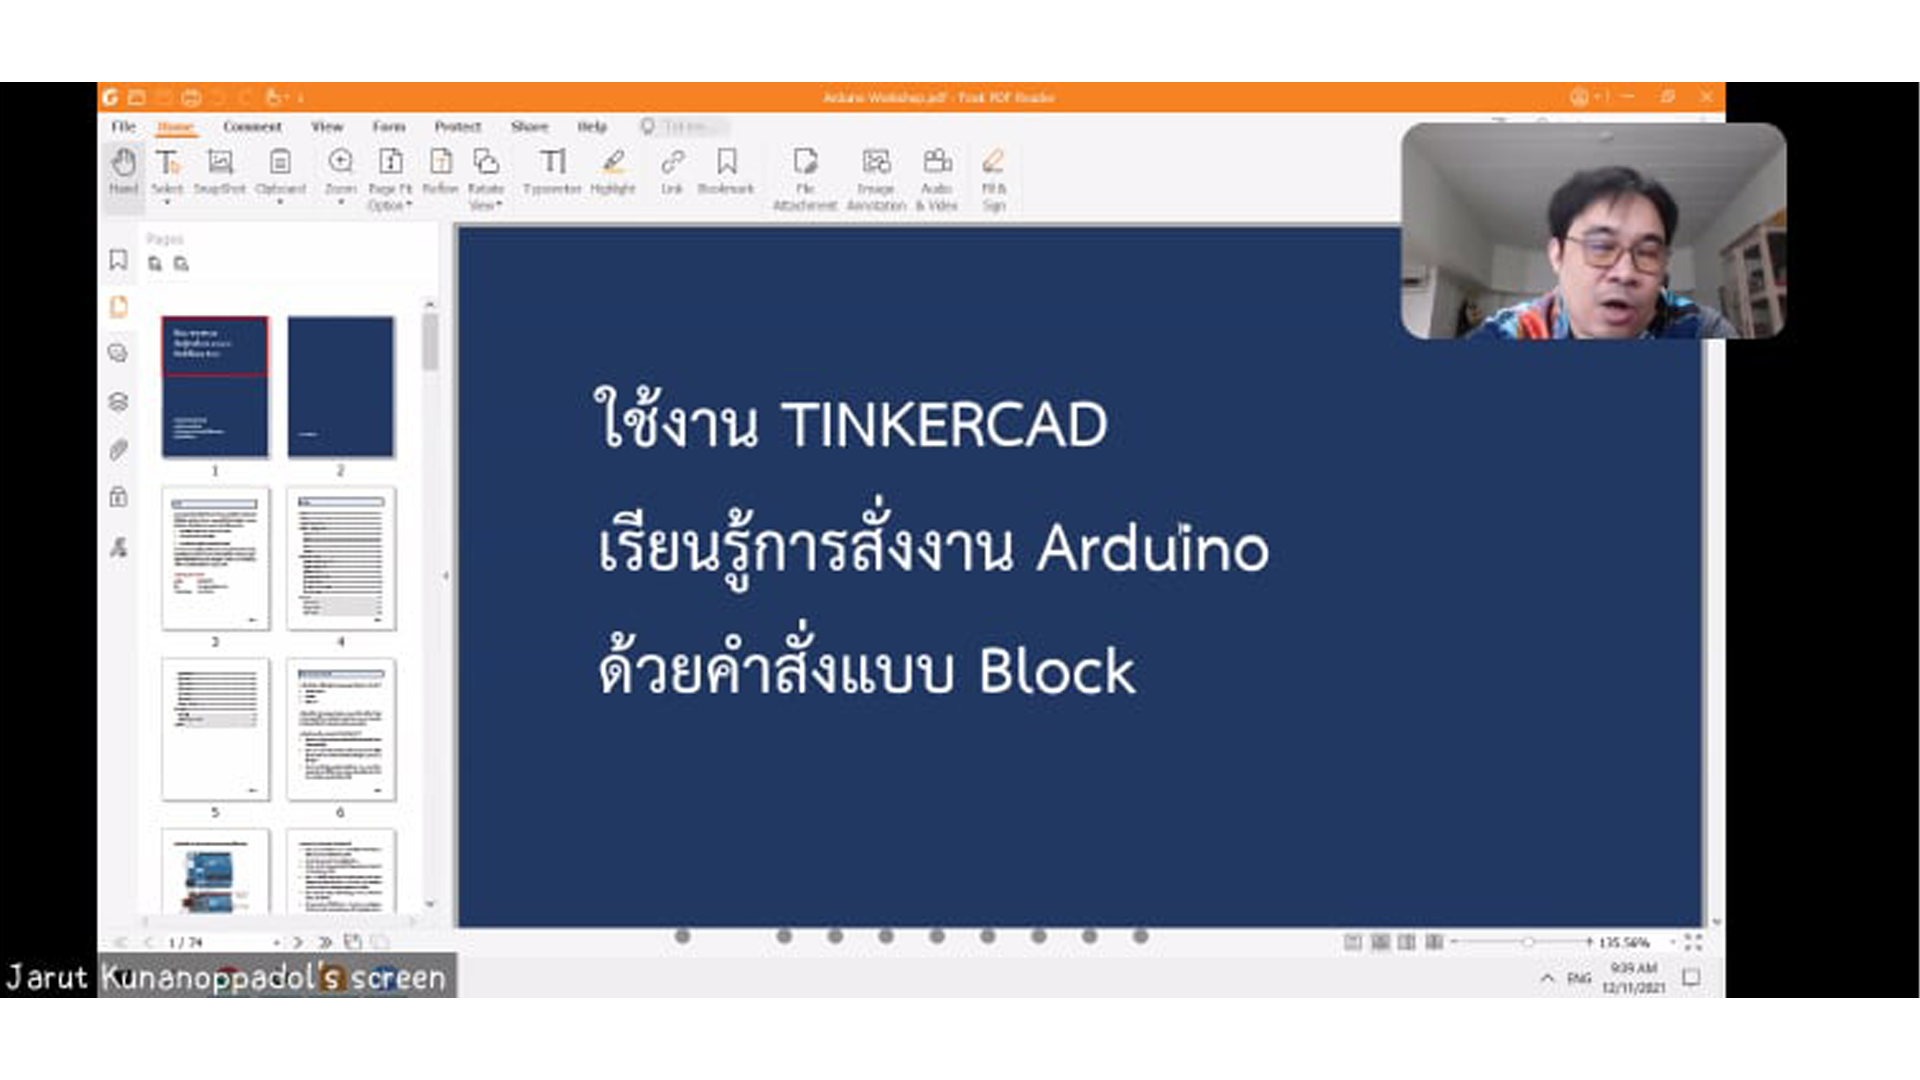 Arduino Workshop.pdf - Foxit PDF Reader
File Home Comment View Form Protect Share Help
Hand Select SnapShot Clipboard Zoom Page Fit Option Reflow Rotate View Typewriter Highlight Link Bookmark File Attachment Image Annotation Audio & Video Fill & Sign
Pages
1 2
3 4
5 6
ใช้งาน TINKERCAD
เรียนรู้การสั่งงาน Arduino
ด้วยคำสั่งแบบ Block
1 / 74
135.56%
Jarut Kunanoppadol's screen
ENG
9:39 AM
12/11/2021